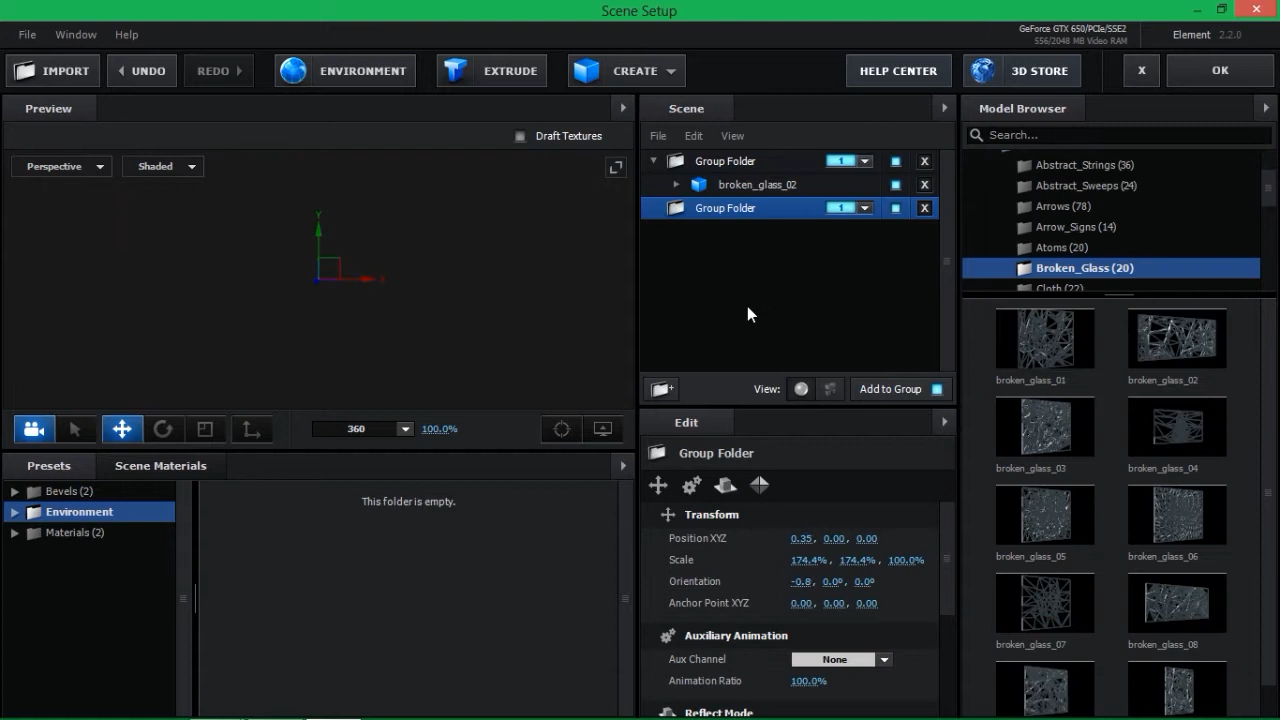 Scene Setup
File Window Help
GeForce GTX 650/PCIe/SSE2
556/2048 MB Video RAM
Element 2.2.0
IMPORT UNDO REDO ENVIRONMENT EXTRUDE CREATE HELP CENTER 3D STORE X OK
Preview
Draft Textures
Perspective Shaded
Y
X
360 100.0%
Scene
File Edit View
Group Folder 1 X
broken_glass_02 X
Group Folder 1 X
View: Add to Group
Model Browser
Search...
Abstract_Strings (36)
Abstract_Sweeps (24)
Arrows (78)
Arrow_Signs (14)
Atoms (20)
Broken_Glass (20)
Cloth (22)
broken_glass_01 broken_glass_02
broken_glass_03 broken_glass_04
broken_glass_05 broken_glass_06
broken_glass_07 broken_glass_08
Presets Scene Materials
Bevels (2)
Environment
Materials (2)
This folder is empty.
Edit
Group Folder
Transform
Position XYZ 0.35, 0.00, 0.00
Scale 174.4%, 174.4%, 100.0%
Orientation -0.8, 0.0°, 0.0°
Anchor Point XYZ 0.00, 0.00, 0.00
Auxiliary Animation
Aux Channel None
Animation Ratio 100.0%
Reflect Mode